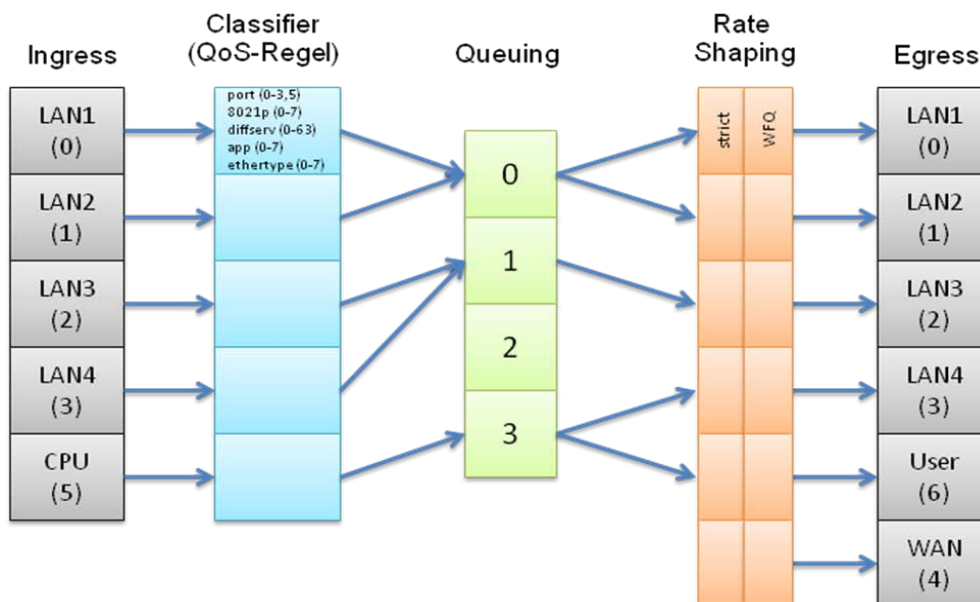 Ingress
LAN1
(0)
LAN2
(1)
LAN3
(2)
LAN4
(3)
CPU
(5)
Classifier
(QoS-Regel)
port (0-3,5)
8021p (0-7)
diffserv (0-63)
app (0-7)
ethertype (0-7)
Queuing
0
1
2
3
Rate
Shaping
strict
WFQ
Egress
LAN1
(0)
LAN2
(1)
LAN3
(2)
LAN4
(3)
User
(6)
WAN
(4)